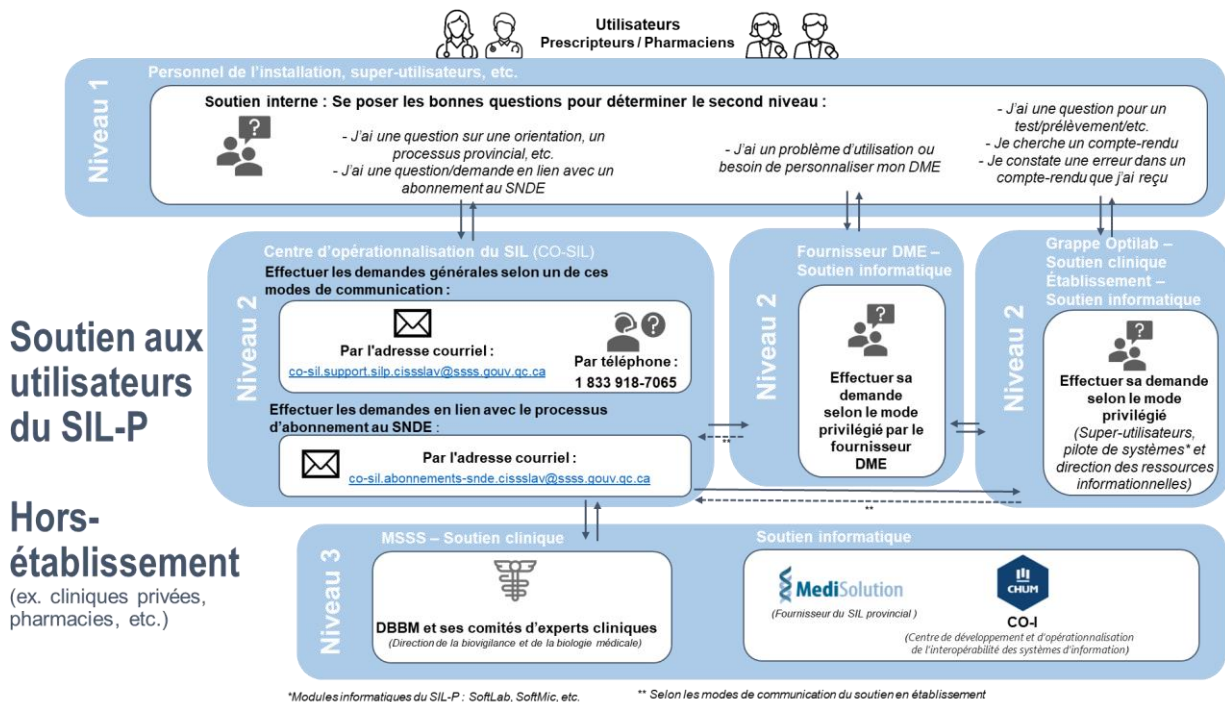 Utilisateurs
Prescripteurs / Pharmaciens
Personnel de l'installation, super-utilisateurs, etc.
Niveau 1
Soutien interne : Se poser les bonnes questions pour déterminer le second niveau :
- J'ai une question sur une orientation, un
processus provincial, etc.
- J'ai une question/demande en lien avec un
abonnement au SNDE
- J'ai un problème d'utilisation ou
besoin de personnaliser mon DME
- J'ai une question pour un
test/prélèvement/etc.
- Je cherche un compte-rendu
- Je constate une erreur dans un
compte-rendu que j'ai reçu
Soutien aux
utilisateurs
du SIL-P
Hors-
établissement
(ex. cliniques privées,
pharmacies, etc.)
Niveau 2
Centre d'opérationnalisation du SIL (CO-SIL)
Effectuer les demandes générales selon un de ces
modes de communication :
Par l'adresse courriel :
co-sil.support.silp.cissslav@ssss.gouv.qc.ca
Par téléphone :
1 833 918-7065
Effectuer les demandes en lien avec le processus
d'abonnement au SNDE :
Par l'adresse courriel :
co-sil.abonnements-snde.cissslav@ssss.gouv.qc.ca
**
Niveau 2
Fournisseur DME –
Soutien informatique
Effectuer sa
demande
selon le mode
privilégié par le
fournisseur
DME
Niveau 2
Grappe Optilab –
Soutien clinique
Établissement –
Soutien informatique
Effectuer sa demande
selon le mode
privilégié
(Super-utilisateurs,
pilote de systèmes* et
direction des ressources
informationnelles)
**
Niveau 3
MSSS – Soutien clinique
DBBM et ses comités d'experts cliniques
(Direction de la biovigilance et de la biologie médicale)
Soutien informatique
MediSolution
(Fournisseur du SIL provincial )
CHUM
CO-I
(Centre de développement et d'opérationnalisation
de l'interopérabilité des systèmes d'information)
*Modules informatiques du SIL-P : SoftLab, SoftMic, etc.
** Selon les modes de communication du soutien en établissement